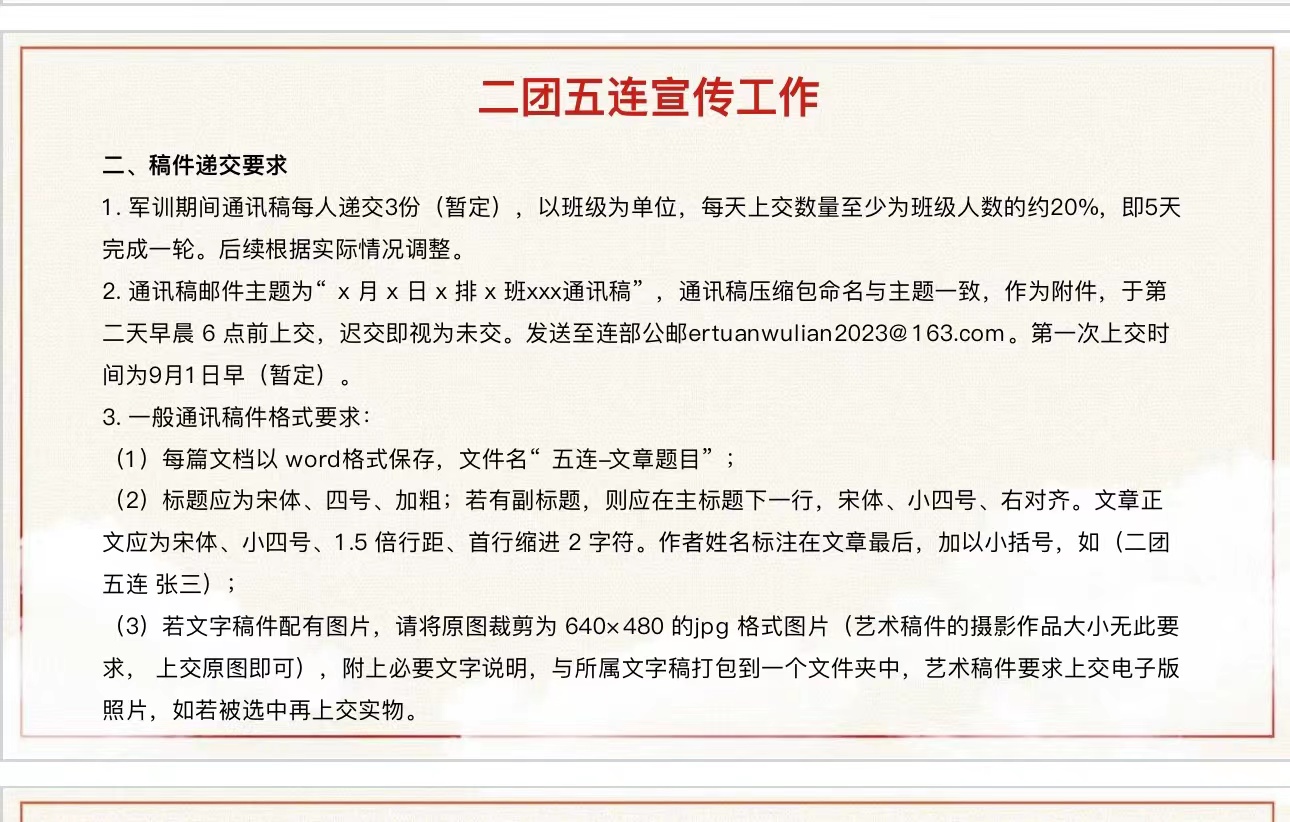 二团五连宣传工作
二、稿件递交要求
1. 军训期间通讯稿每人递交3份（暂定），以班级为单位，每天上交数量至少为班级人数的约20%，即5天
完成一轮。后续根据实际情况调整。
2. 通讯稿邮件主题为“ x 月 x 日 x 排 x 班xxx通讯稿”，通讯稿压缩包命名与主题一致，作为附件，于第
二天早晨 6 点前上交，迟交即视为未交。发送至连部公邮ertuanwulian2023@163.com。第一次上交时
间为9月1日早（暂定）。
3. 一般通讯稿件格式要求：
（1）每篇文档以 word格式保存，文件名“ 五连–文章题目”；
（2）标题应为宋体、四号、加粗；若有副标题，则应在主标题下一行，宋体、小四号、右对齐。文章正
文应为宋体、小四号、1.5 倍行距、首行缩进 2 字符。作者姓名标注在文章最后，加以小括号，如（二团
五连 张三）；
（3）若文字稿件配有图片，请将原图裁剪为 640×480 的jpg 格式图片（艺术稿件的摄影作品大小无此要
求， 上交原图即可），附上必要文字说明，与所属文字稿打包到一个文件夹中，艺术稿件要求上交电子版
照片，如若被选中再上交实物。